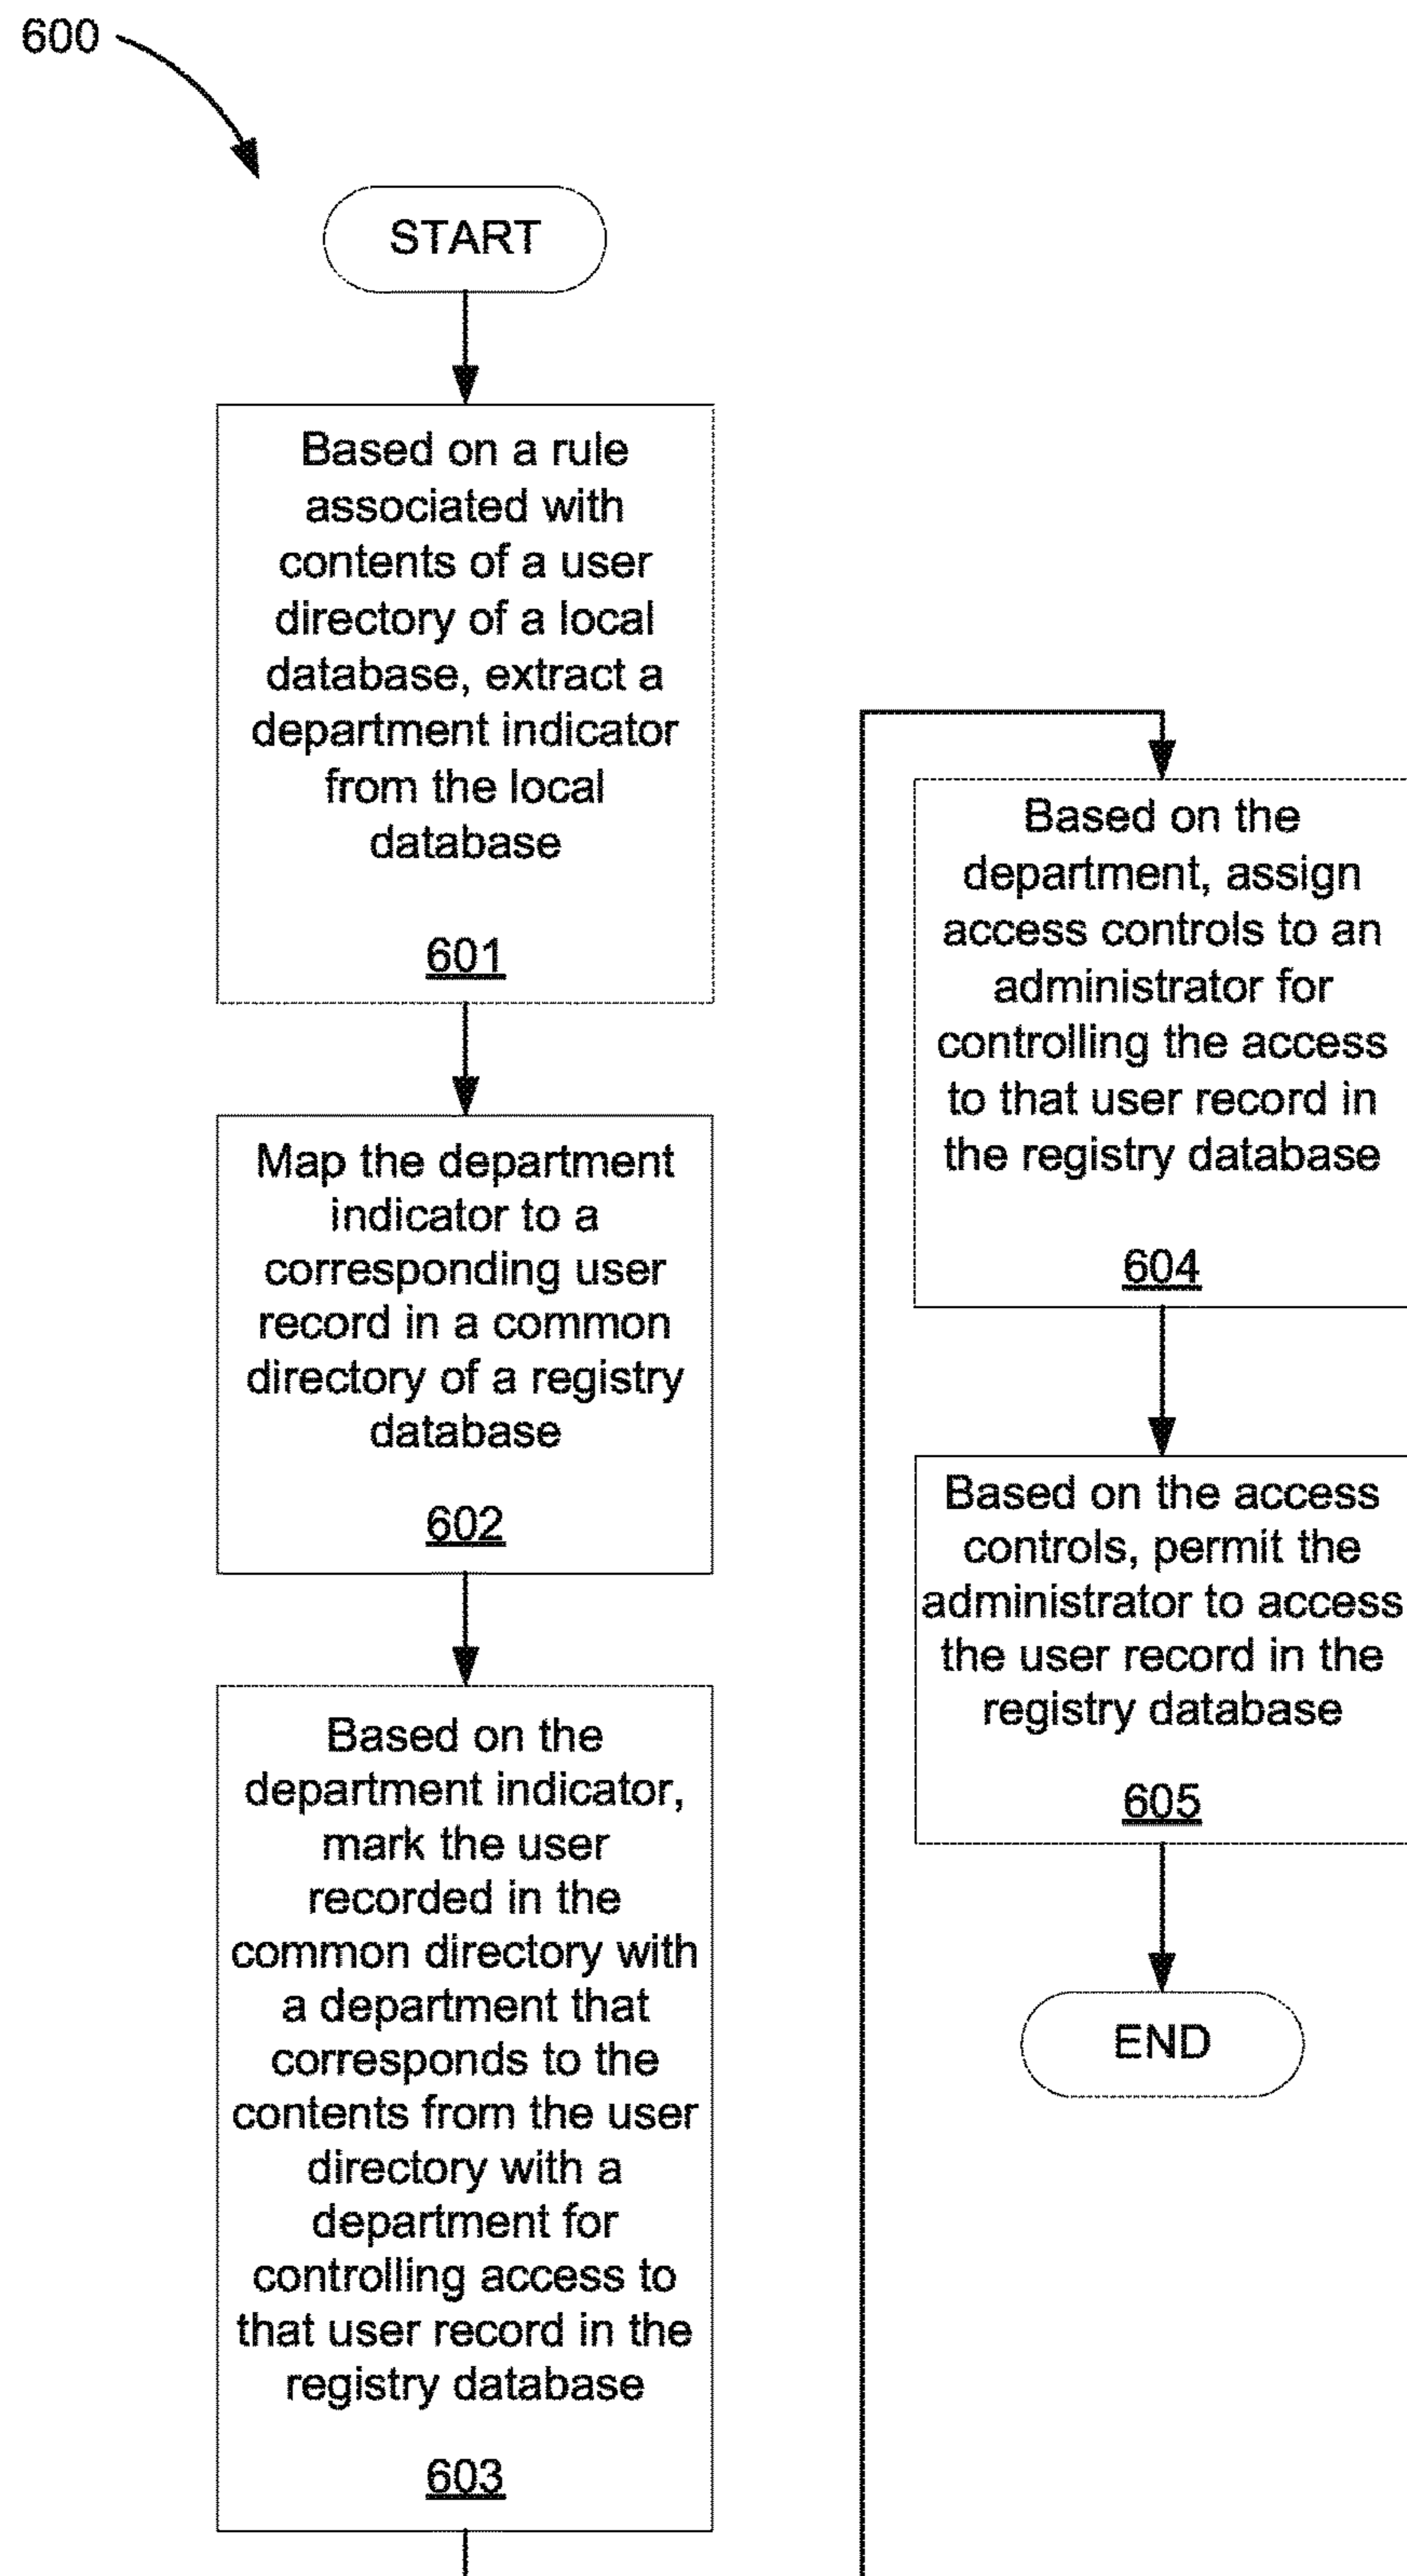 600
START
Based on a rule
associated with
contents of a user
directory of a local
database, extract a
department indicator
from the local
database
601
Map the department
indicator to a
corresponding user
record in a common
directory of a registry
database
602
Based on the
department indicator,
mark the user
recorded in the
common directory with
a department that
corresponds to the
contents from the user
directory with a
department for
controlling access to
that user record in the
registry database
603
Based on the
department, assign
access controls to an
administrator for
controlling the access
to that user record in
the registry database
604
Based on the access
controls, permit the
administrator to access
the user record in the
registry database
605
END